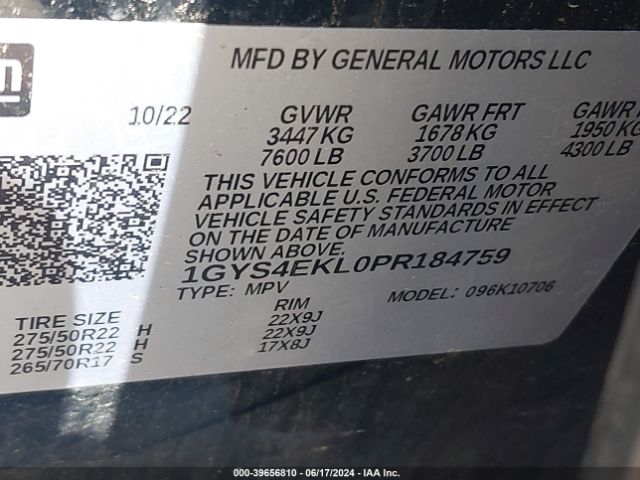 gm
MFD BY GENERAL MOTORS LLC
10/22 GVWR GAWR FRT GAWR
3447 KG 1678 KG 1950 KG
7600 LB 3700 LB 4300 LB
THIS VEHICLE CONFORMS TO ALL
APPLICABLE U.S. FEDERAL MOTOR
VEHICLE SAFETY STANDARDS IN EFFECT
ON THE DATE OF MANUFACTURE
SHOWN ABOVE.
1GYS4EKL0PR184759
TYPE: MPV MODEL: 096K10706
TIRE SIZE RIM
275/50R22 H 22X9J
275/50R22 H 22X9J
265/70R17 S 17X8J
000-39656810 - 06/17/2024 - IAA Inc.